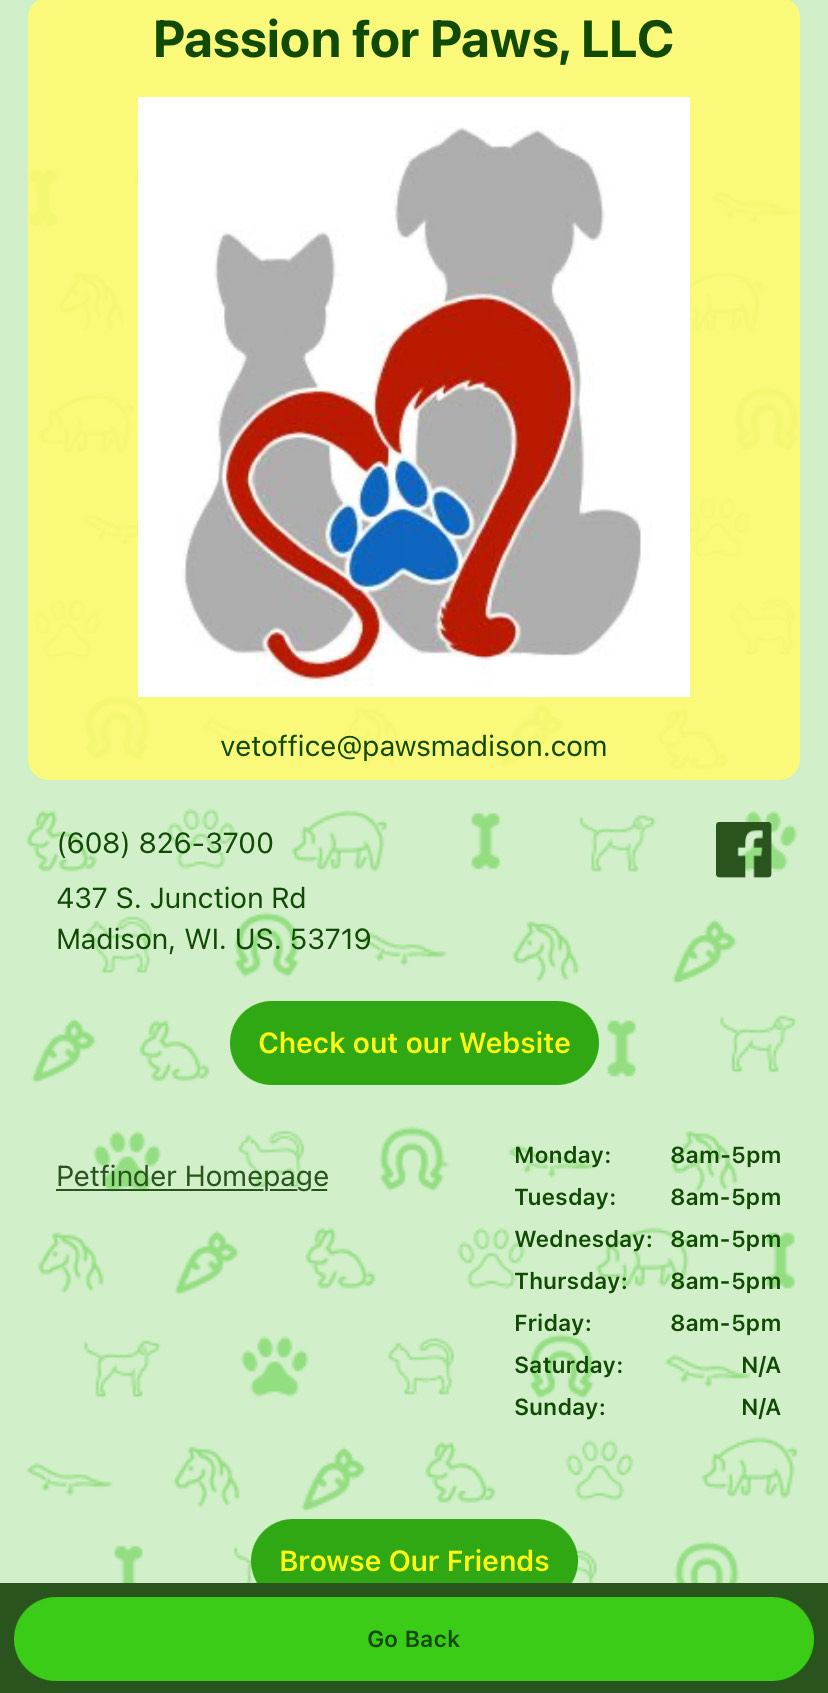 Passion for Paws, LLC
vetoffice@pawsmadison.com
(608) 826-3700
437 S. Junction Rd
Madison, WI. US. 53719
Check out our Website
Petfinder Homepage
Monday: 8am-5pm
Tuesday: 8am-5pm
Wednesday: 8am-5pm
Thursday: 8am-5pm
Friday: 8am-5pm
Saturday: N/A
Sunday: N/A
Browse Our Friends
Go Back